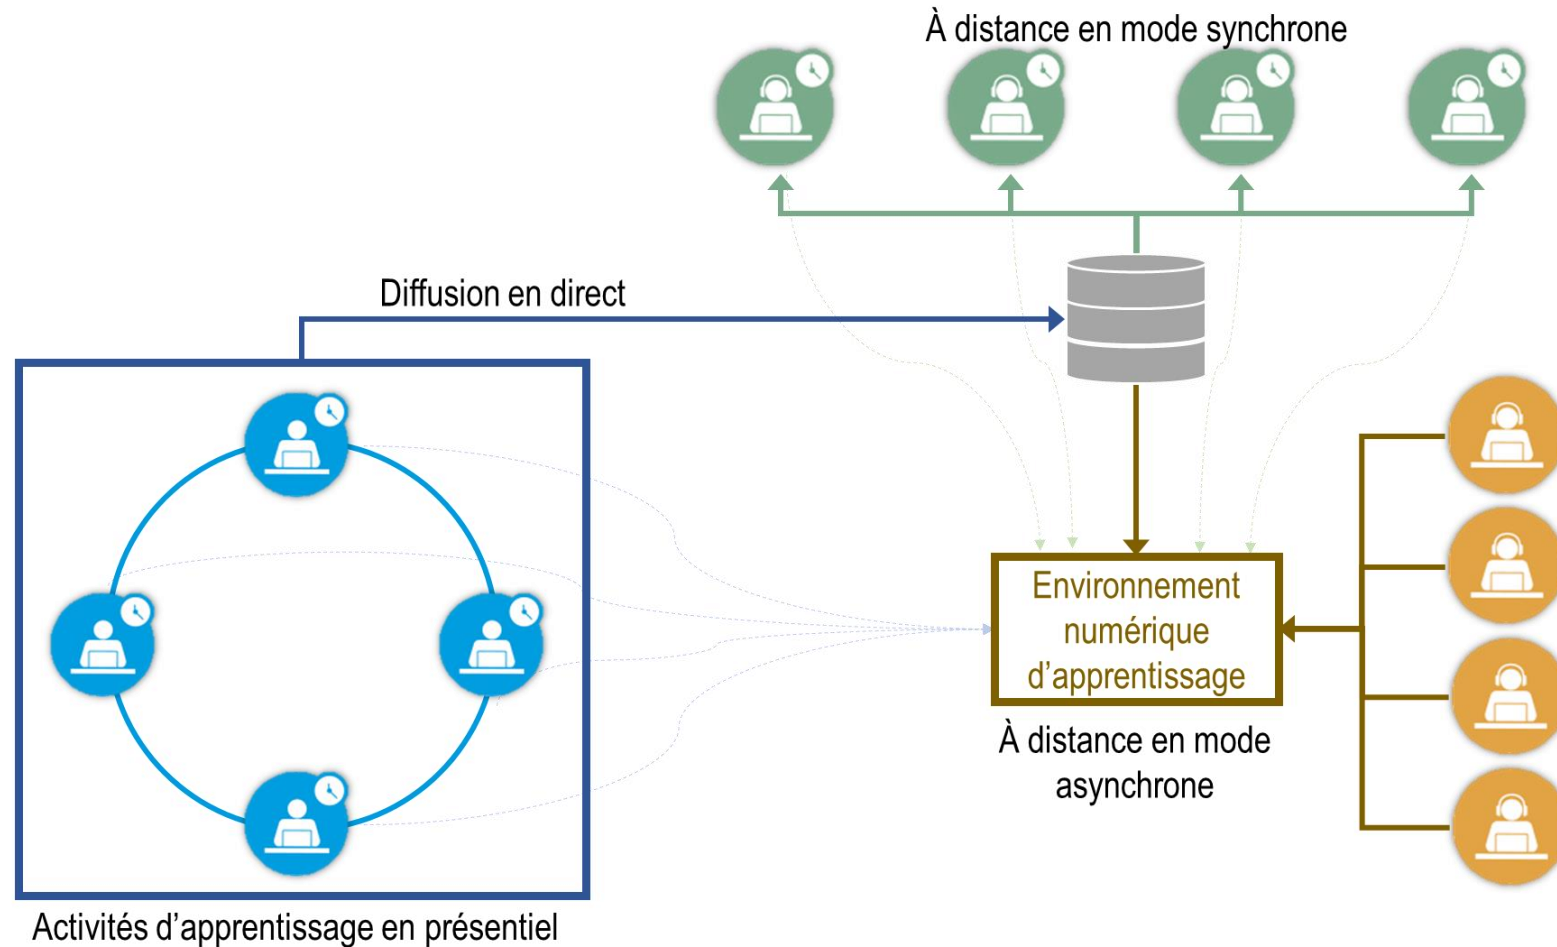 À distance en mode synchrone
Diffusion en direct
Environnement
numérique
d’apprentissage
À distance en mode
asynchrone
Activités d’apprentissage en présentiel